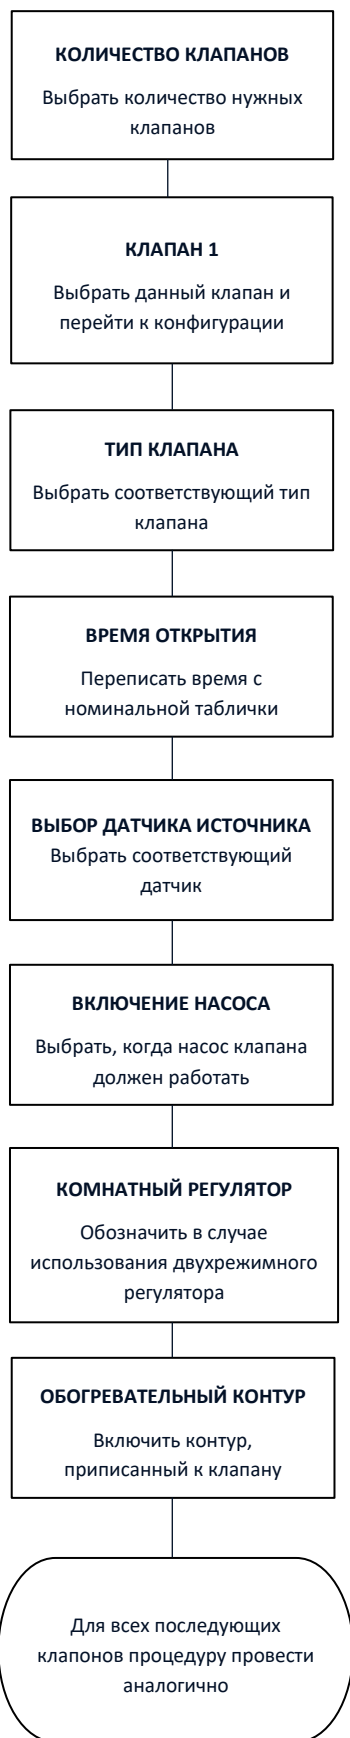 КОЛИЧЕСТВО КЛАПАНОВ
Выбрать количество нужных
клапанов
КЛАПАН 1
Выбрать данный клапан и
перейти к конфигурации
ТИП КЛАПАНА
Выбрать соответствующий тип
клапана
ВРЕМЯ ОТКРЫТИЯ
Переписать время с
номинальной таблички
ВЫБОР ДАТЧИКА ИСТОЧНИКА
Выбрать соответствующий
датчик
ВКЛЮЧЕНИЕ НАСОСА
Выбрать, когда насос клапана
должен работать
КОМНАТНЫЙ РЕГУЛЯТОР
Обозначить в случае
использования двухрежимного
регулятора
ОБОГРЕВАТЕЛЬНЫЙ КОНТУР
Включить контур,
приписанный к клапану
Для всех последующих
клапонов процедуру провести
аналогично